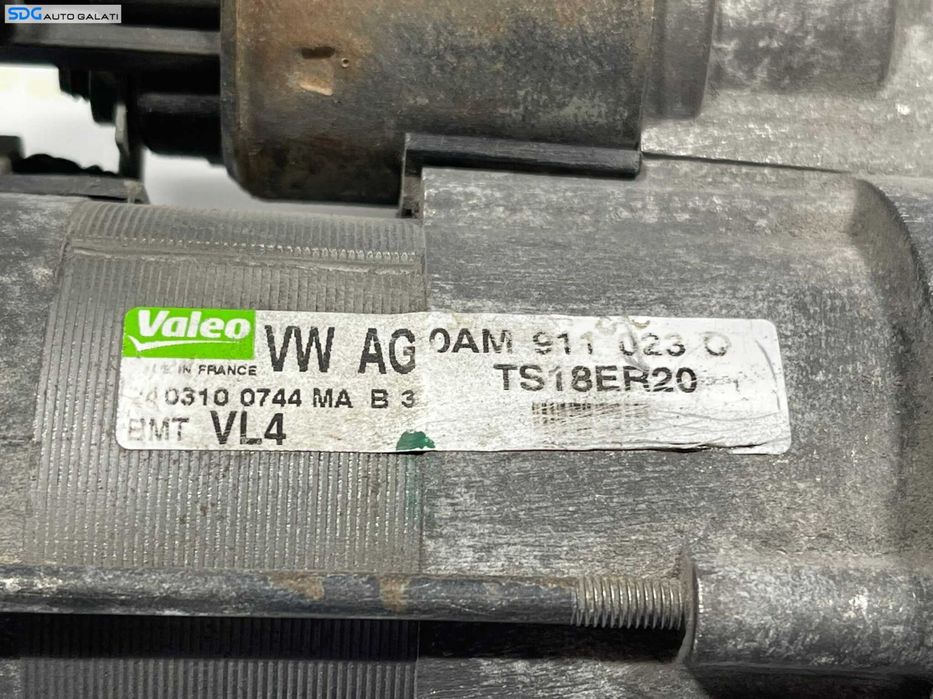 SDG AUTO GALATI
Valeo VW AG 0AM 911 023
IN FRANCE TS18ER20
0310 0744 MA B 3
BMT VL4